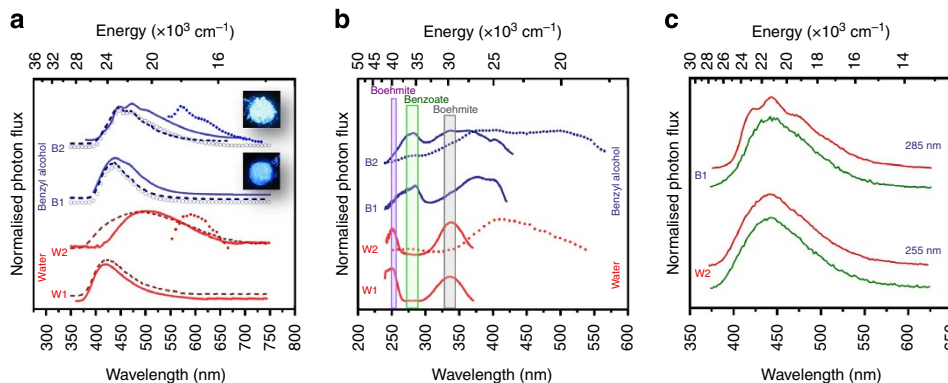 a
Energy (×10³ cm⁻¹)
36 32 28 24 20 16
Normalised photon flux
Benzyl alcohol
Water
B2
B1
W2
W1
300 350 400 450 500 550 600 650 700 750 800
Wavelength (nm)
b
Energy (×10³ cm⁻¹)
50 45 40 35 30 25 20
Normalised photon flux
Boehmite
Benzoate
Boehmite
B2
B1
W2
W1
Benzyl alcohol
Water
200 250 300 350 400 450 500 550 600
Wavelength (nm)
c
Energy (×10³ cm⁻¹)
30 28 26 24 22 20 18 16 14
Normalised photon flux
B1
285 nm
W2
255 nm
350 400 450 500 550 600 650
Wavelength (nm)